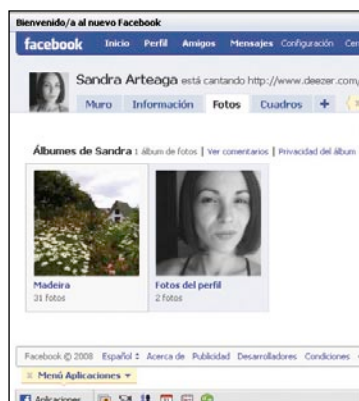 Bienvenido/a al nuevo Facebook
facebook Inicio Perfil Amigos Mensajes Configuración
Sandra Arteaga está cantando http://www.deezer.com/
Muro Información Fotos Cuadros +
Álbumes de Sandra : álbum de fotos | Ver comentarios | Privacidad del álbum
Madeira Fotos del perfil
31 fotos 2 fotos
Facebook © 2008 Español : Acerca de Publicidad Desarrolladores Condiciones
Menú Aplicaciones
Aplicaciones